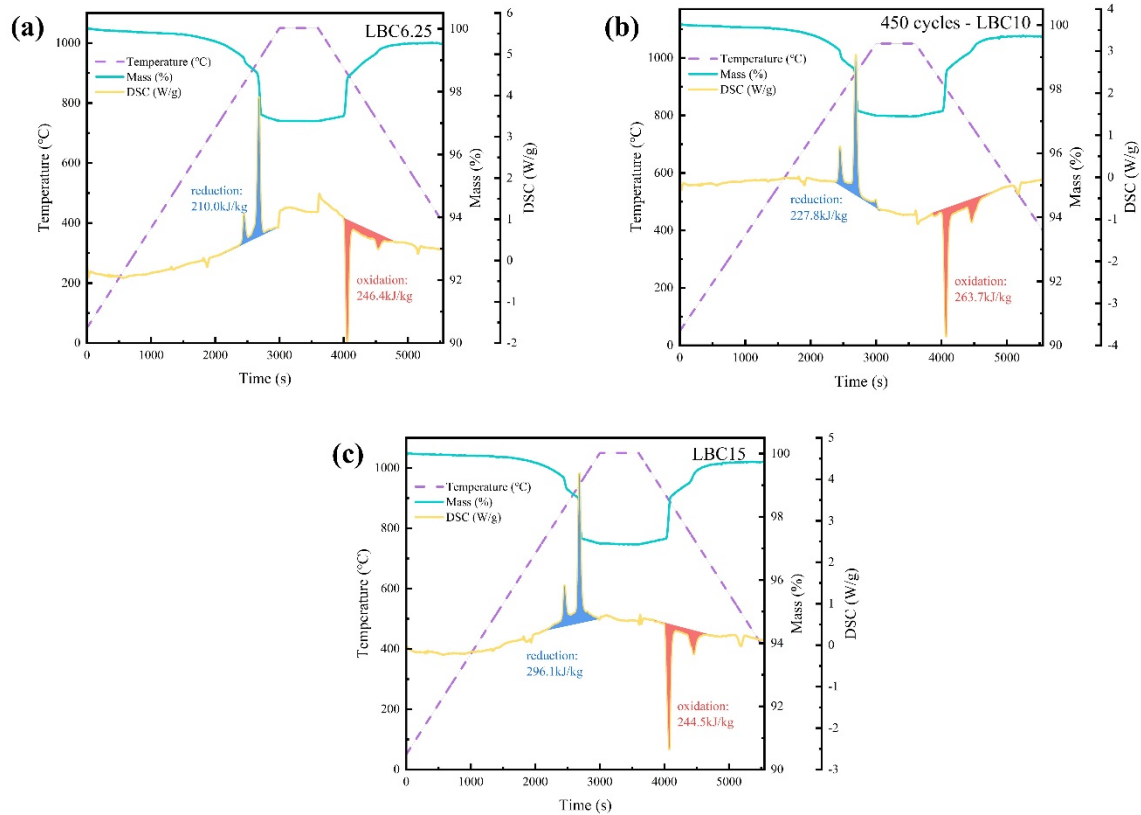 (a)
LBC6.25
Temperature (°C)
Mass (%)
DSC (W/g)
reduction:
210.0kJ/kg
oxidation:
246.4kJ/kg
0
200
400
600
800
1000
Temperature (°C)
0 1000 2000 3000 4000 5000
Time (s)
100
98
96
94
92
90
Mass (%)
6
5
4
3
2
1
0
-1
-2
DSC (W/g)
(b)
450 cycles - LBC10
Temperature (°C)
Mass (%)
DSC (W/g)
reduction:
227.8kJ/kg
oxidation:
263.7kJ/kg
1000
800
600
400
200
0
Temperature (°C)
0 1000 2000 3000 4000 5000
Time (s)
100
98
96
94
92
90
Mass (%)
4
3
2
1
0
-1
-2
-3
-4
DSC (W/g)
(c)
LBC15
Temperature (°C)
Mass (%)
DSC (W/g)
reduction:
296.1kJ/kg
oxidation:
244.5kJ/kg
1000
800
600
400
200
0
Temperature (°C)
0 1000 2000 3000 4000 5000
Time (s)
100
98
96
94
92
90
Mass (%)
5
4
3
2
1
0
-1
-2
-3
DSC (W/g)